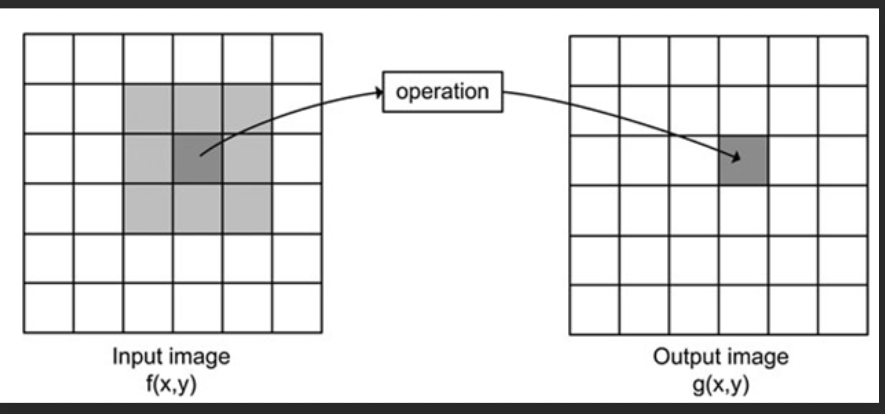 operation
Input image
f(x,y)
Output image
g(x,y)